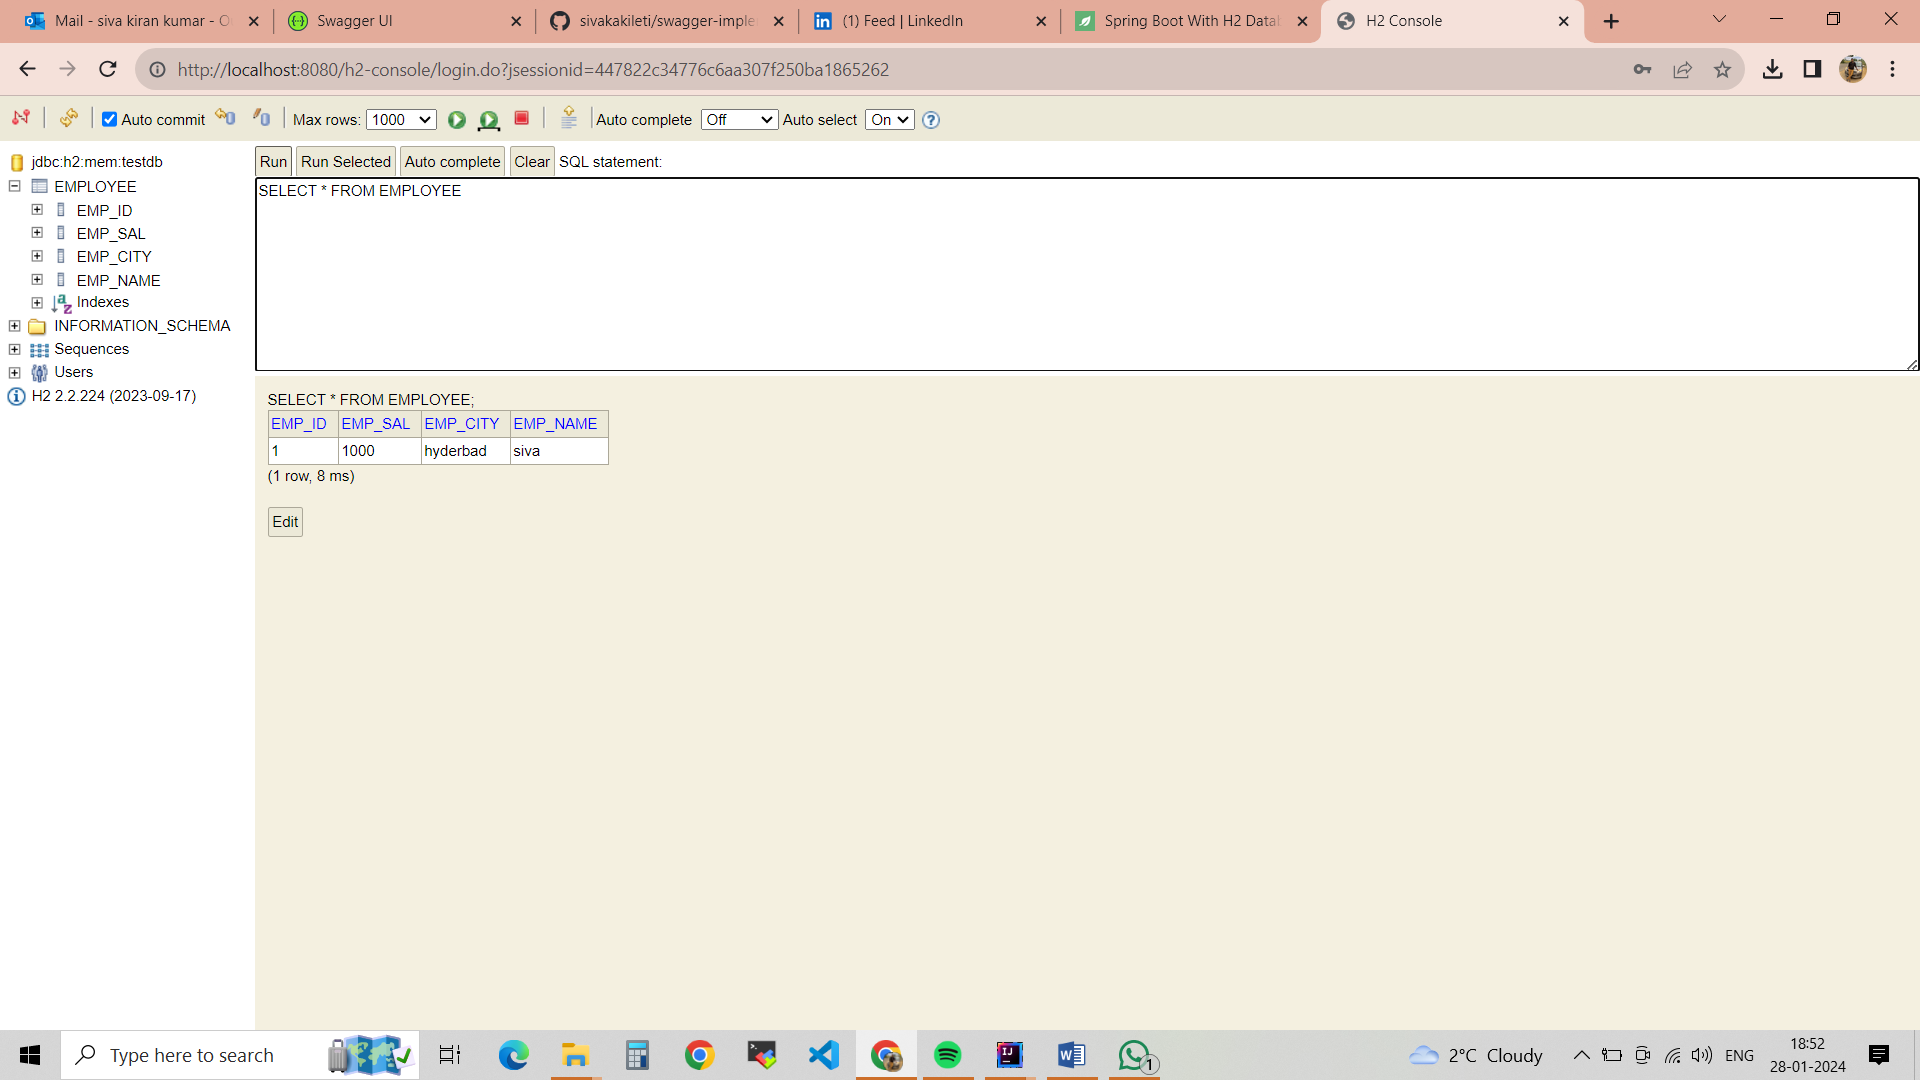 Mail - siva kiran kumar - O
Swagger UI
sivakakileti/swagger-imple
(1) Feed | LinkedIn
Spring Boot With H2 Datab
H2 Console
http://localhost:8080/h2-console/login.do?jsessionid=447822c34776c6aa307f250ba1865262
Auto commit
Max rows: 1000
Auto complete Off
Auto select On
jdbc:h2:mem:testdb
EMPLOYEE
EMP_ID
EMP_SAL
EMP_CITY
EMP_NAME
Indexes
INFORMATION_SCHEMA
Sequences
Users
H2 2.2.224 (2023-09-17)
Run Run Selected Auto complete Clear SQL statement:
SELECT * FROM EMPLOYEE
SELECT * FROM EMPLOYEE;
EMP_ID EMP_SAL EMP_CITY EMP_NAME
1 1000 hyderbad siva
(1 row, 8 ms)
Edit
Type here to search
2°C Cloudy
ENG
18:52
28-01-2024
1